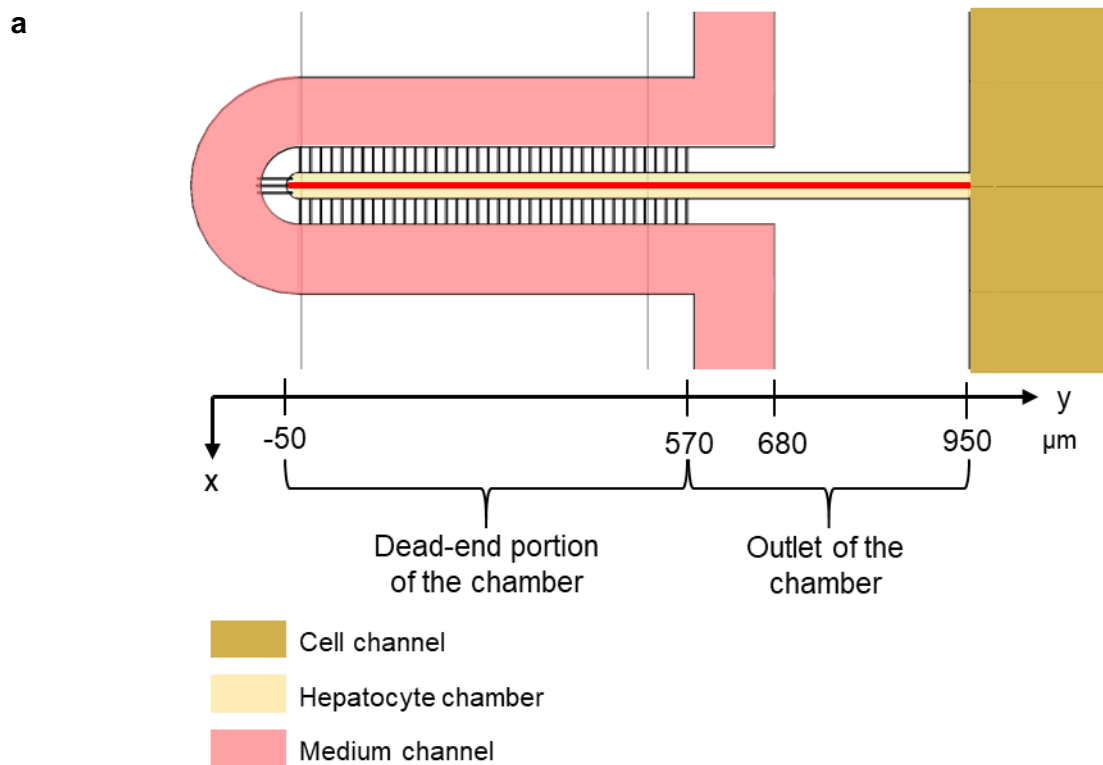 a
y
-50
570
680
950
µm
x
Dead-end portion
of the chamber
Outlet of the
chamber
Cell channel
Hepatocyte chamber
Medium channel